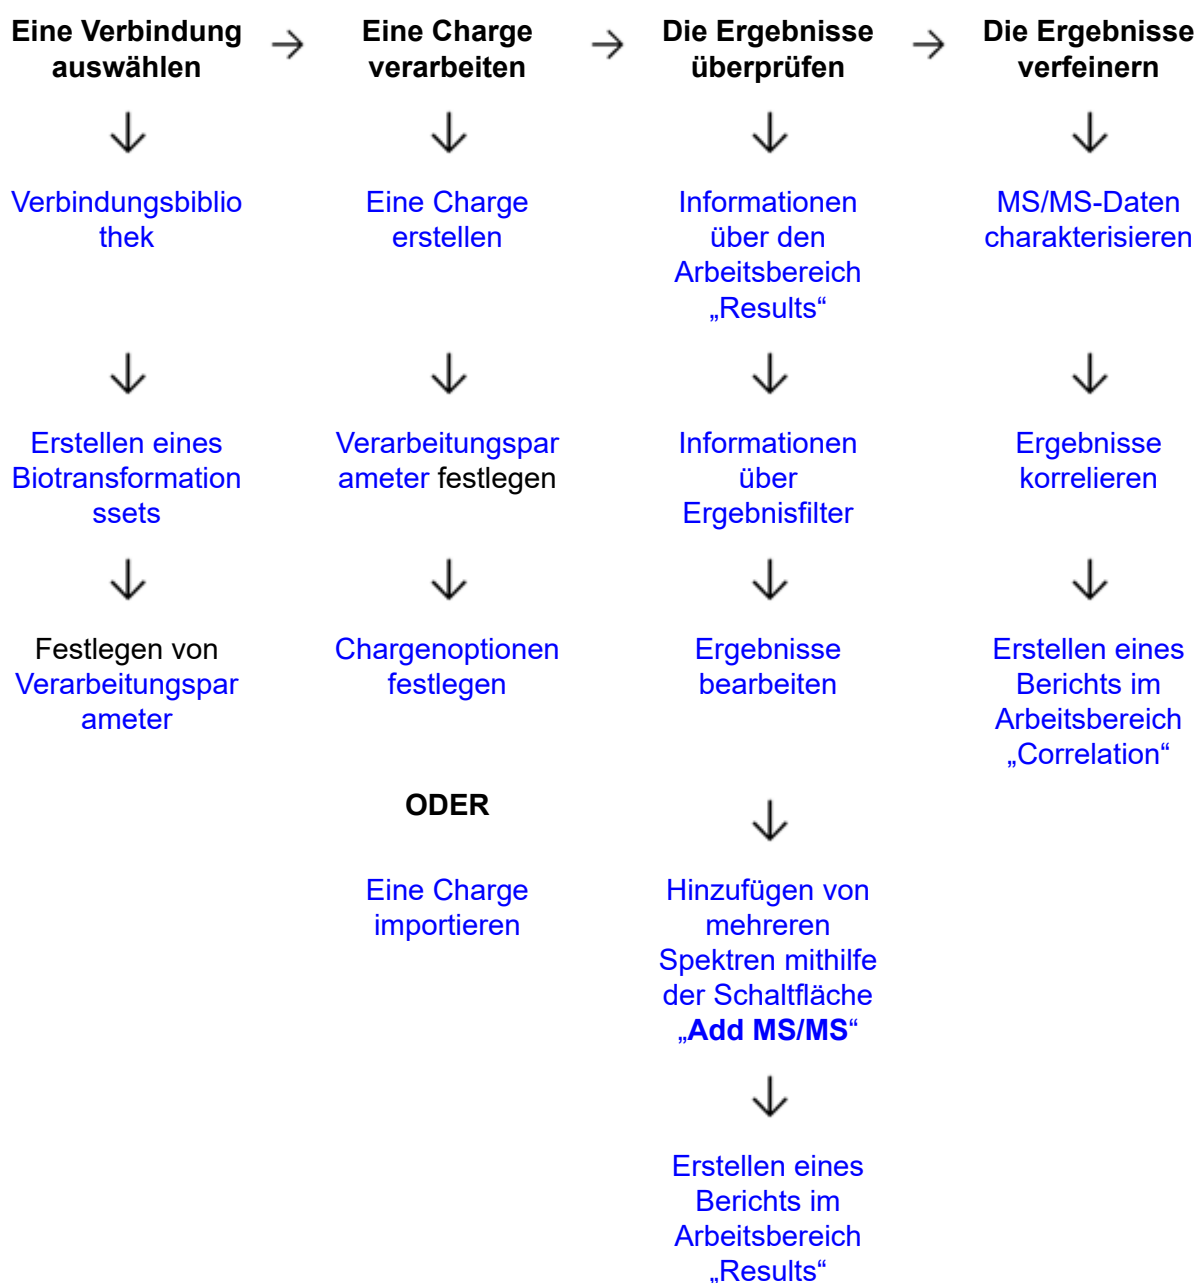 Eine Verbindung
auswählen
→
Eine Charge
verarbeiten
→
Die Ergebnisse
überprüfen
→
Die Ergebnisse
verfeinern
↓
↓
↓
↓
Verbindungsbiblio
thek
Eine Charge
erstellen
Informationen
über den
Arbeitsbereich
„Results“
MS/MS-Daten
charakterisieren
↓
↓
↓
↓
Erstellen eines
Biotransformation
ssets
Verarbeitungspar
ameter festlegen
Informationen
über
Ergebnisfilter
Ergebnisse
korrelieren
↓
↓
↓
↓
Festlegen von
Verarbeitungspar
ameter
Chargenoptionen
festlegen
Ergebnisse
bearbeiten
Erstellen eines
Berichts im
Arbeitsbereich
„Correlation“
ODER
↓
Eine Charge
importieren
Hinzufügen von
mehreren
Spektren mithilfe
der Schaltfläche
„Add MS/MS“
↓
Erstellen eines
Berichts im
Arbeitsbereich
„Results“